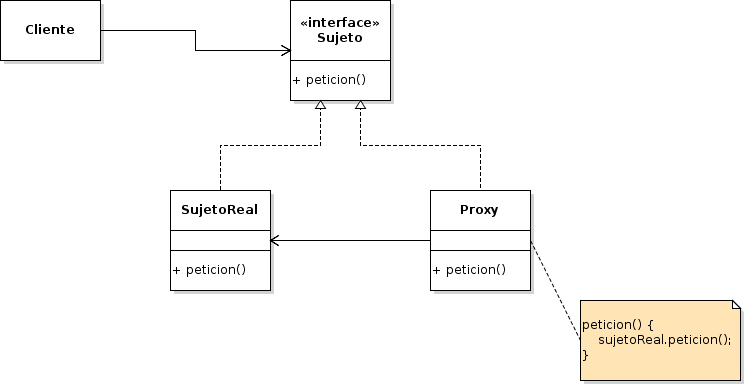 Cliente
«interface»
Sujeto
+ peticion()
SujetoReal
+ peticion()
Proxy
+ peticion()
peticion() {
    sujetoReal.peticion();
}